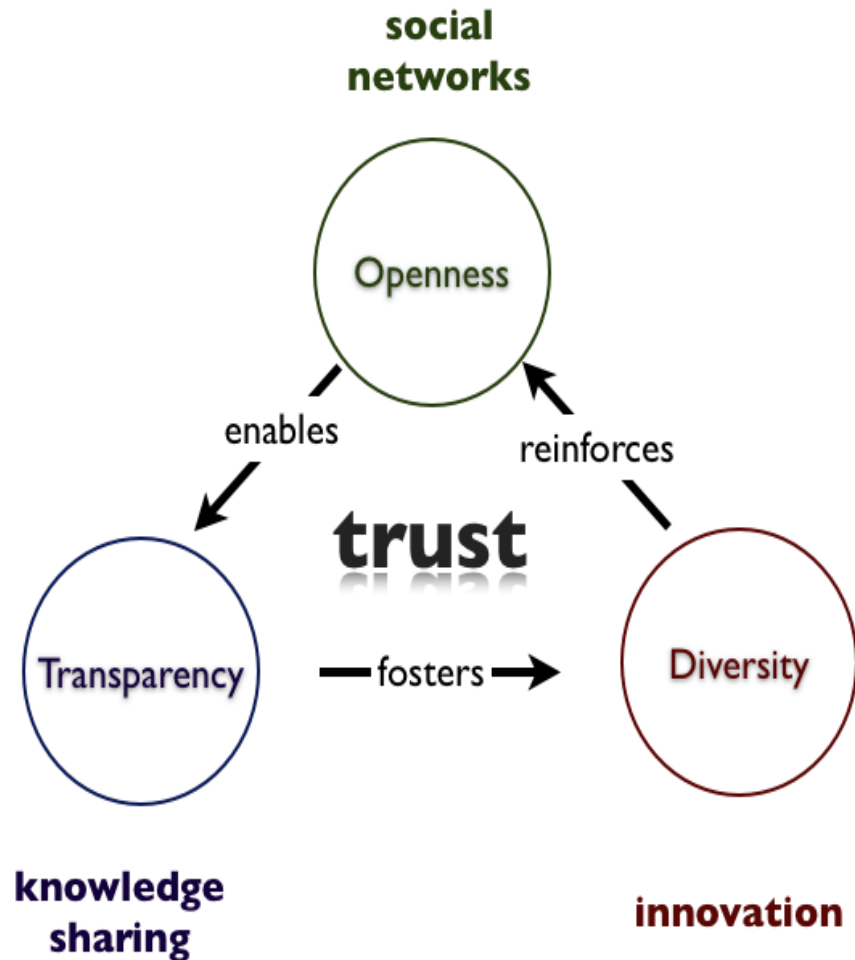 social
networks
Openness
enables
reinforces
trust
Transparency
fosters
Diversity
knowledge
sharing
innovation